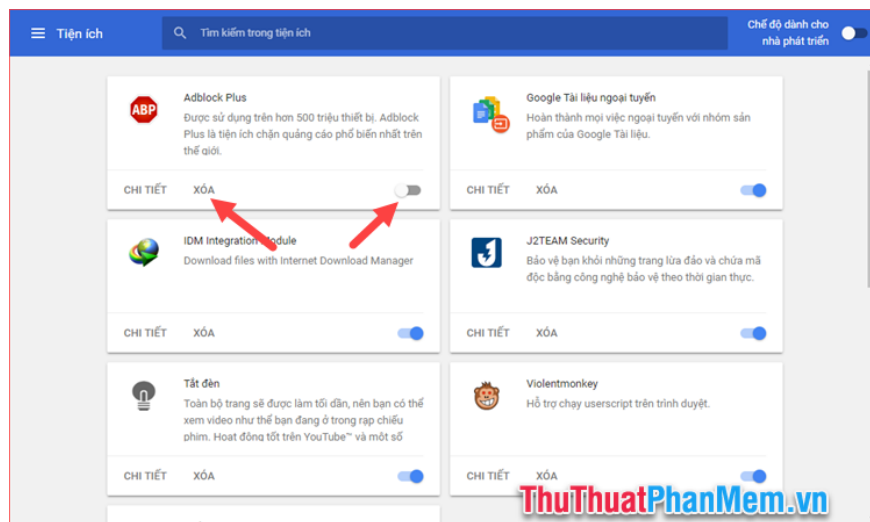 Tiện ích
Tìm kiếm trong tiện ích
Chế độ dành cho
nhà phát triển
ABP
Adblock Plus
Được sử dụng trên hơn 500 triệu thiết bị. Adblock
Plus là tiện ích chặn quảng cáo phổ biến nhất trên
thế giới.
CHI TIẾT XÓA
Google Tài liệu ngoại tuyến
Hoàn thành mọi việc ngoại tuyến với nhóm sản
phẩm của Google Tài liệu.
CHI TIẾT XÓA
IDM Integration Module
Download files with Internet Download Manager
CHI TIẾT XÓA
J2TEAM Security
Bảo vệ bạn khỏi những trang lừa đảo và chứa mã
độc bằng công nghệ bảo vệ theo thời gian thực.
CHI TIẾT XÓA
Tắt đèn
Toàn bộ trang sẽ được làm tối dần, nên bạn có thể
xem video như thể bạn đang ở trong rạp chiếu
phim. Hoạt động tốt trên YouTube™ và một số
CHI TIẾT XÓA
Violentmonkey
Hỗ trợ chạy userscript trên trình duyệt.
CHI TIẾT XÓA
ThuThuatPhanMem.vn